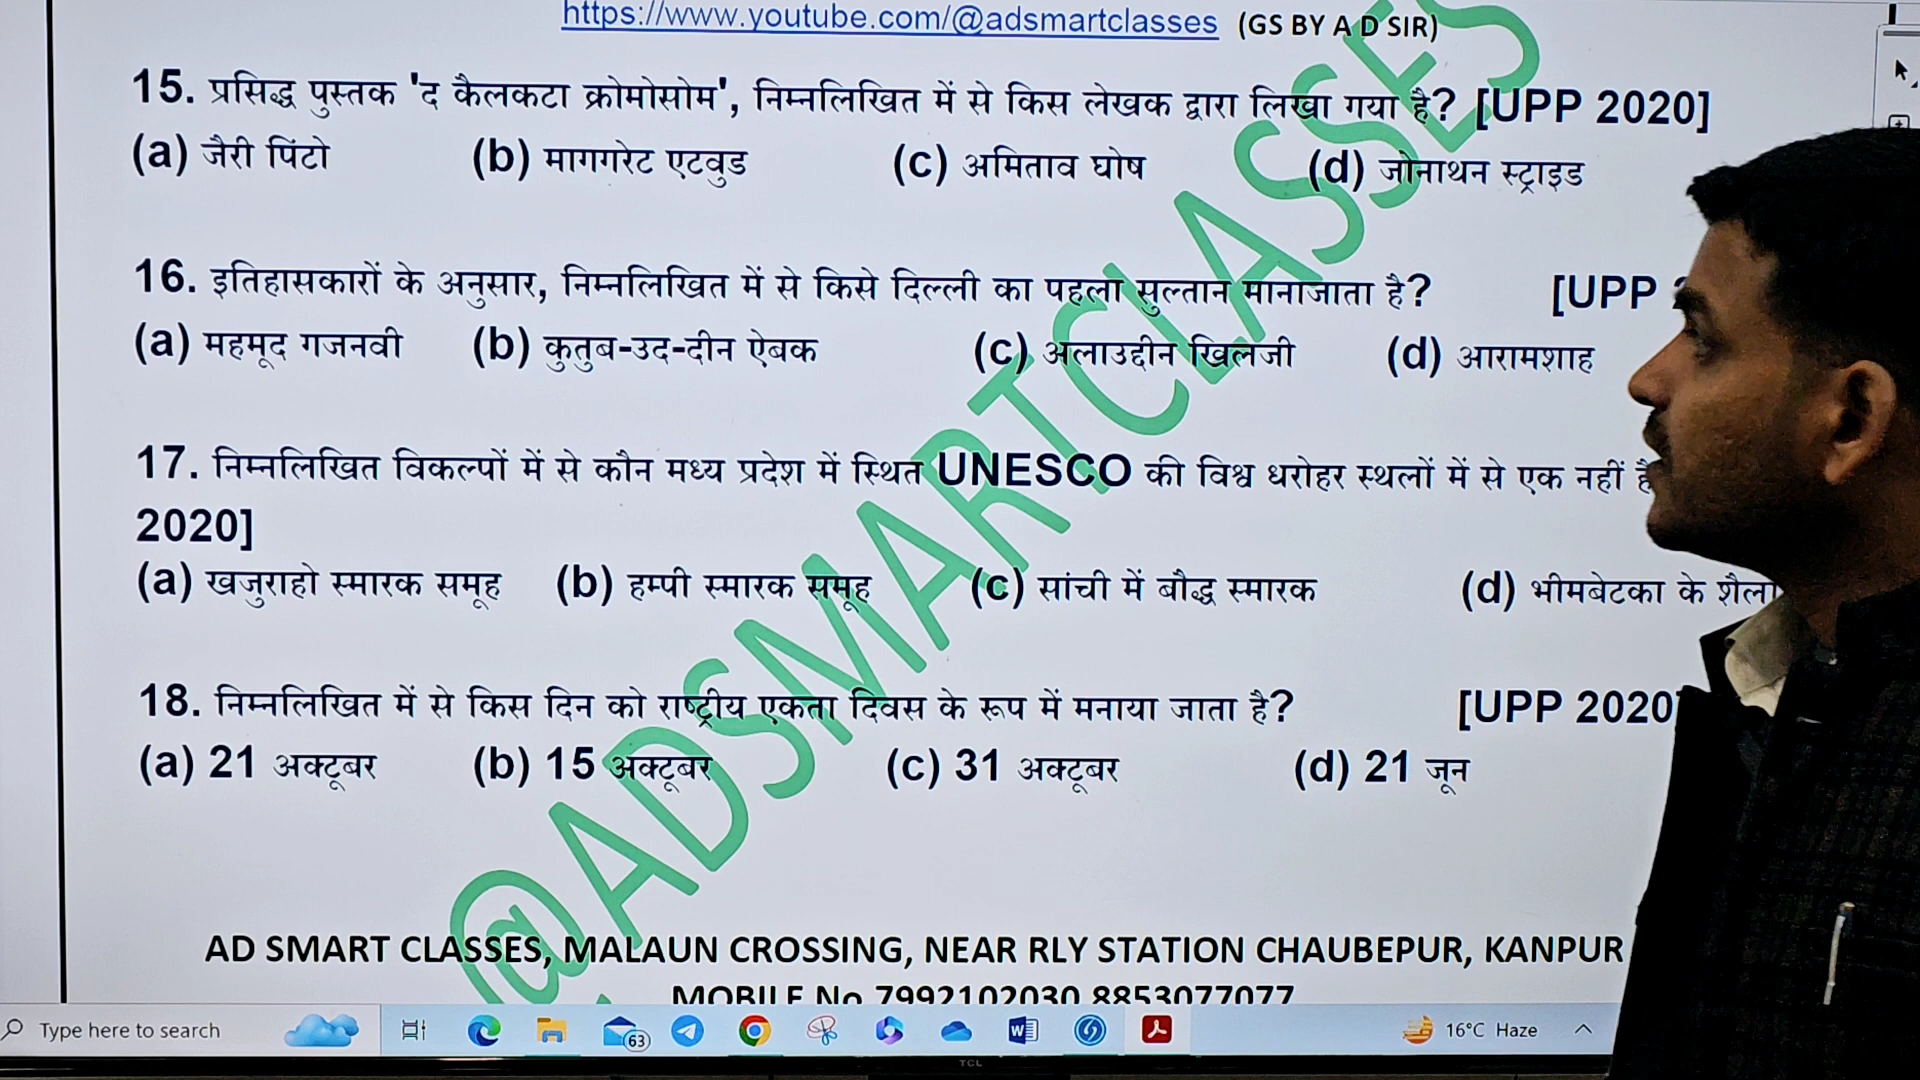 https://www.youtube.com/@adsmartclasses (GS BY A D SIR)
15. प्रसिद्ध पुस्तक 'द कैलकटा क्रोमोसोम', निम्नलिखित में से किस लेखक द्वारा लिखा गया है? [UPP 2020]
(a) जैरी पिंटो (b) मागगरेट एटवुड (c) अमिताव घोष (d) जोनाथन स्ट्राइड
16. इतिहासकारों के अनुसार, निम्नलिखित में से किसे दिल्ली का पहला सुल्तान मानाजाता है? [UPP
(a) महमूद गजनवी (b) कुतुब-उद-दीन ऐबक (c) अलाउद्दीन खिलजी (d) आरामशाह
17. निम्नलिखित विकल्पों में से कौन मध्य प्रदेश में स्थित UNESCO की विश्व धरोहर स्थलों में से एक नहीं
2020]
(a) खजुराहो स्मारक समूह (b) हम्पी स्मारक समूह (c) सांची में बौद्ध स्मारक (d) भीमबेटका के
18. निम्नलिखित में से किस दिन को राष्ट्रीय एकता दिवस के रूप में मनाया जाता है? [UPP 2020
(a) 21 अक्टूबर (b) 15 अक्टूबर (c) 31 अक्टूबर (d) 21 जून
@ADSMARTCLASSES
AD SMART CLASSES, MALAUN CROSSING, NEAR RLY STATION CHAUBEPUR, KANPUR
MOBILE No 7992102030 8853077077
Type here to search 63 16°C Haze
TCL